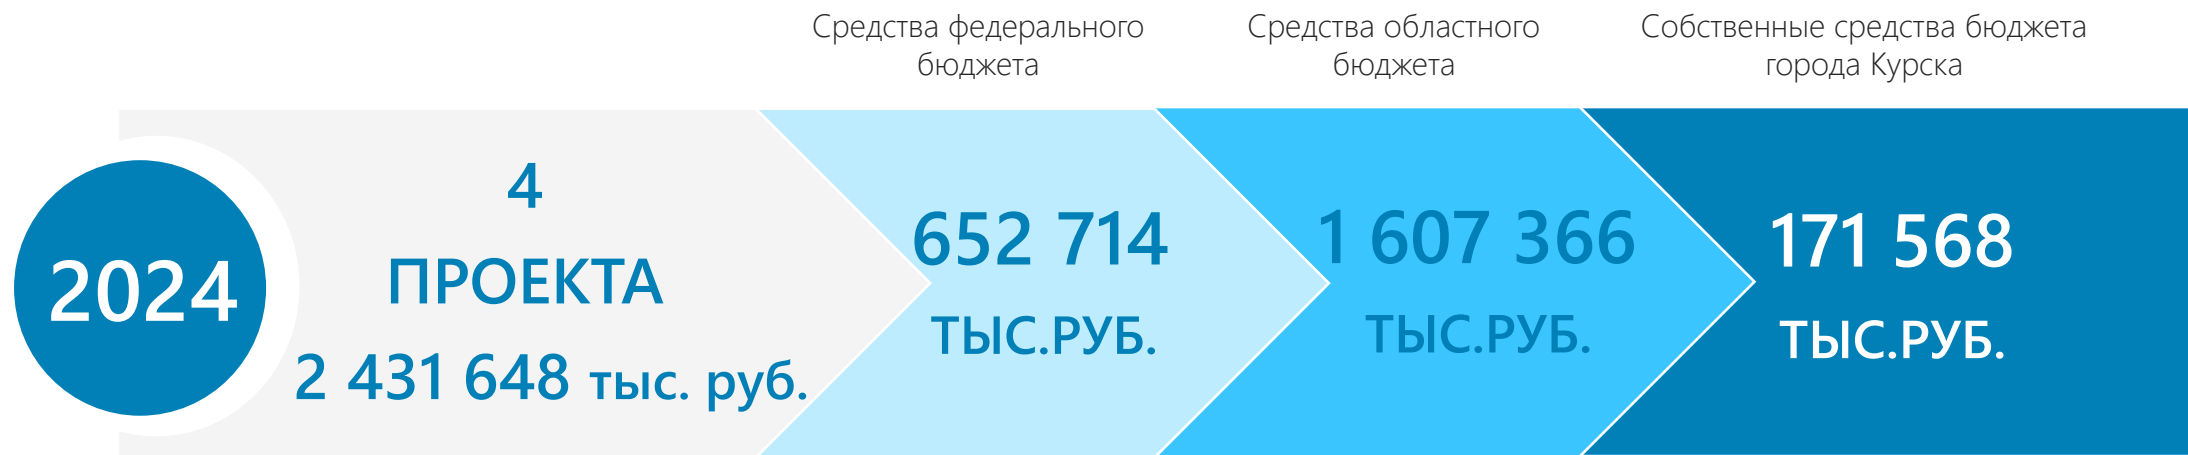 Средства федерального
бюджета
Средства областного
бюджета
Собственные средства бюджета
города Курска
2024
4
ПРОЕКТА
2 431 648 тыс. руб.
652 714
ТЫС.РУБ.
1 607 366
ТЫС.РУБ.
171 568
ТЫС.РУБ.